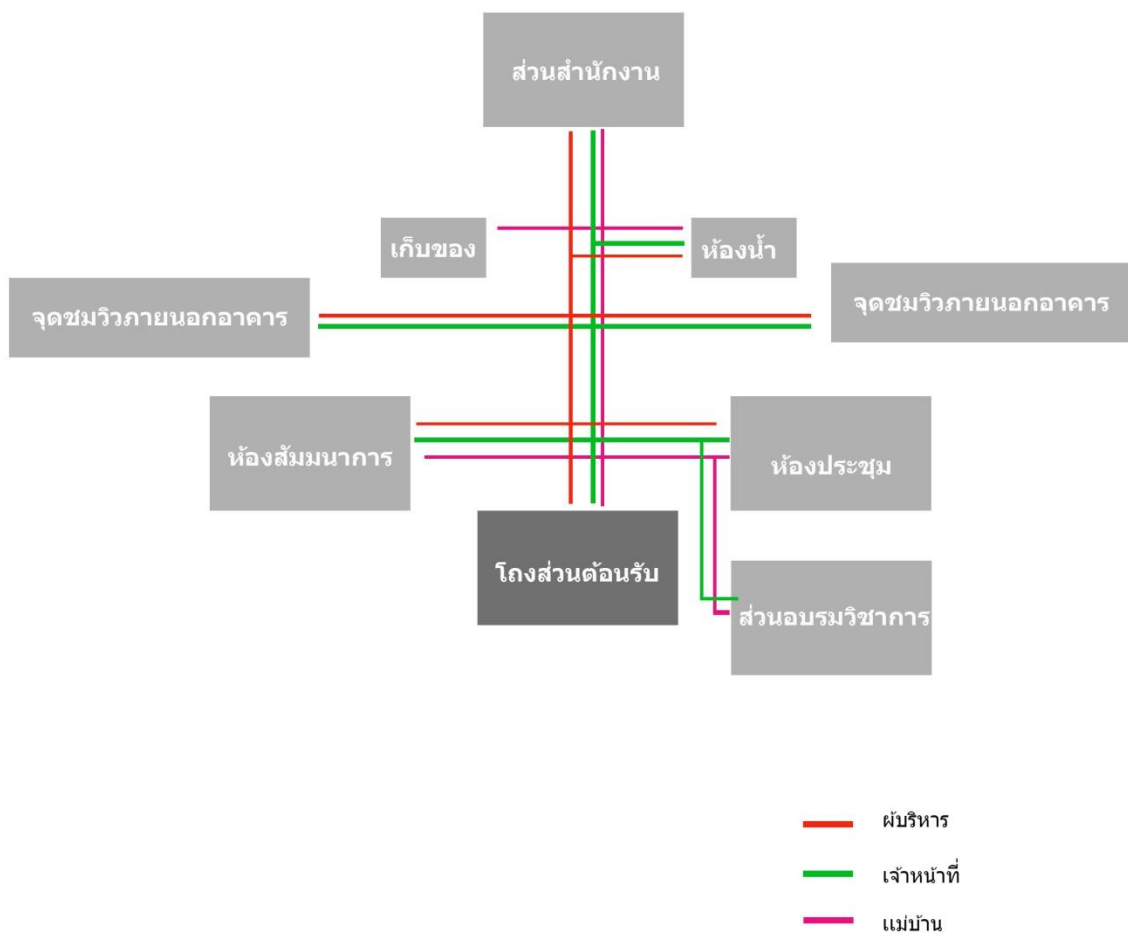 ส่วนสำนักงาน
เก็บของ
ห้องน้ำ
จุดชมวิวภายนอกอาคาร
จุดชมวิวภายนอกอาคาร
ห้องสัมมนาการ
ห้องประชุม
โถงส่วนต้อนรับ
ส่วนอบรมวิชาการ
ผ้บริหาร
เจ้าหน้าที่
แม่บ้าน